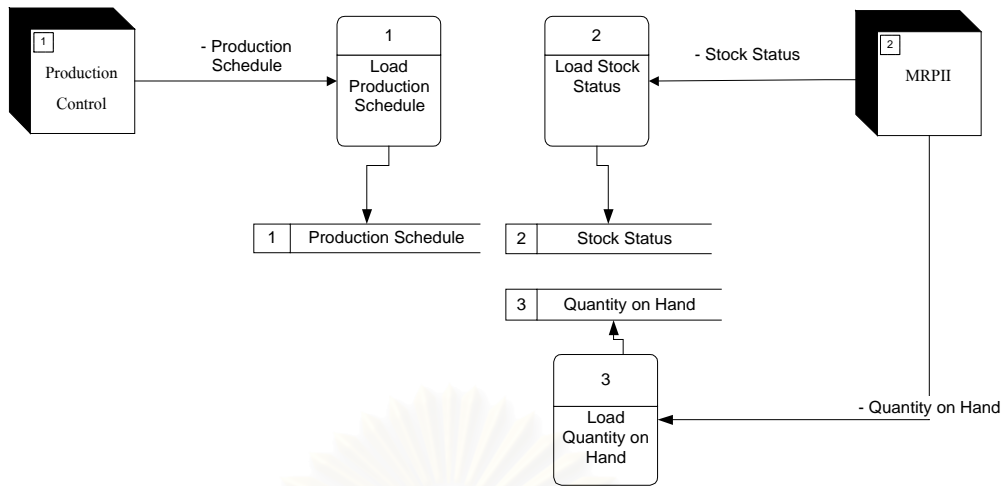 1
Production
Control
- Production
Schedule
1
Load
Production
Schedule
2
Load Stock
Status
- Stock Status
2
MRPII
1 Production Schedule
2 Stock Status
3 Quantity on Hand
3
Load
Quantity on
Hand
- Quantity on Hand